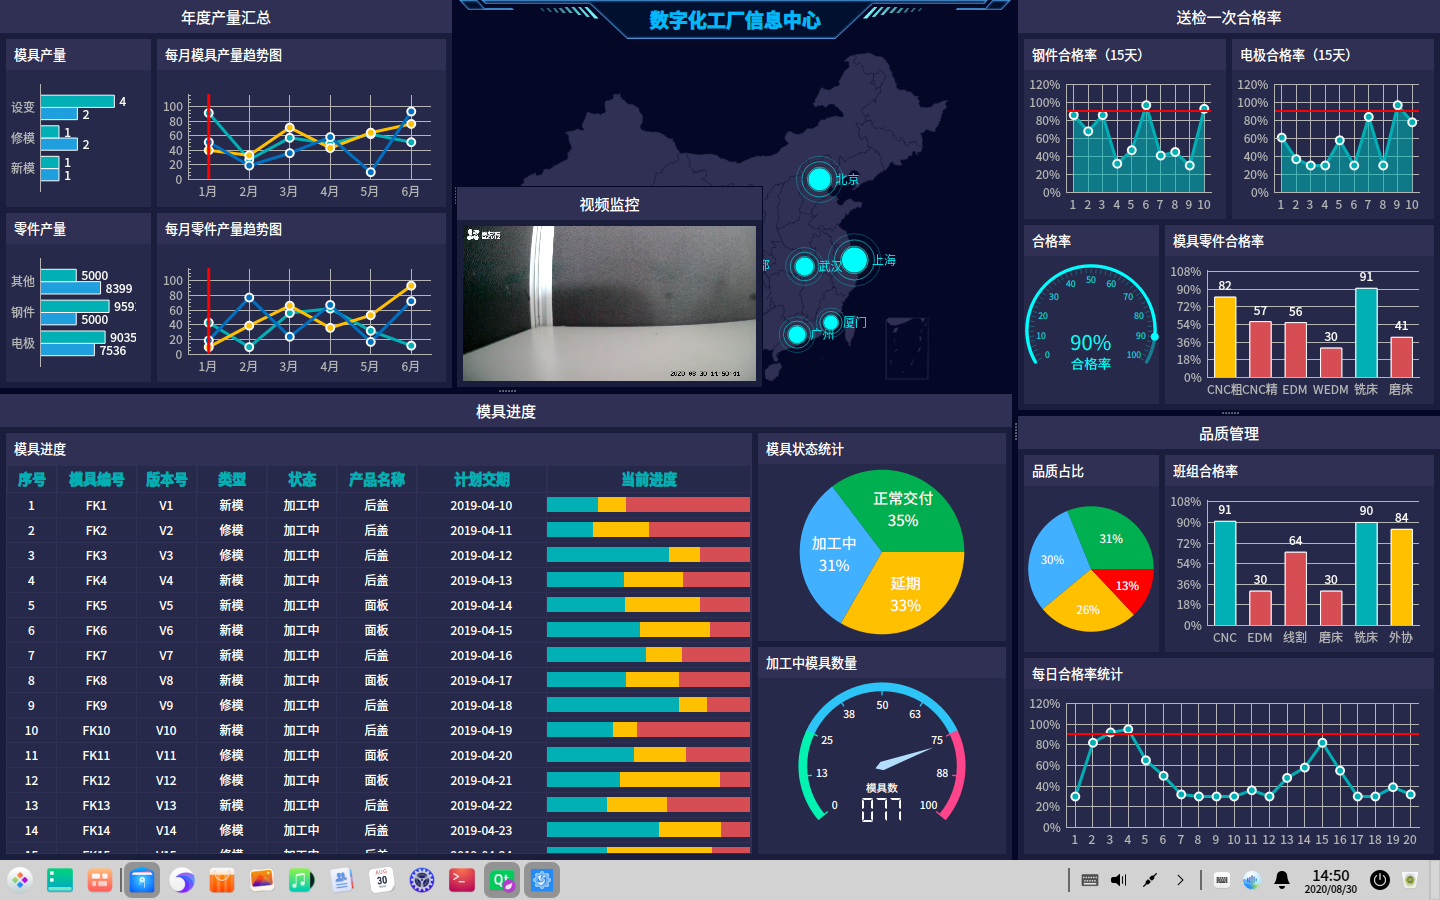 年度产量汇总
模具产量
设变
4
2
修模
1
2
新模
1
1
每月模具产量趋势图
100
80
60
40
20
0
1月 2月 3月 4月 5月 6月
零件产量
其他
5000
8399
钢件
959
5000
电极
9035
7536
每月零件产量趋势图
100
80
60
40
20
0
1月 2月 3月 4月 5月 6月
数字化工厂信息中心
北京
武汉
上海
厦门
广州
都
视频监控
2020-08-30 14:50:41
送检一次合格率
钢件合格率（15天）
120%
100%
80%
60%
40%
20%
0%
1 2 3 4 5 6 7 8 9 10
电极合格率（15天）
120%
100%
80%
60%
40%
20%
0%
1 2 3 4 5 6 7 8 9 10
合格率
0 10 20 30 40 50 60 70 80 90 100
90%
合格率
模具零件合格率
108%
90%
72%
54%
36%
18%
0%
82 57 56 30 91 41
CNC粗 CNC精 EDM WEDM 铣床 磨床
模具进度
模具进度
序号 模具编号 版本号 类型 状态 产品名称 计划交期 当前进度
1 FK1 V1 新模 加工中 后盖 2019-04-10
2 FK2 V2 修模 加工中 后盖 2019-04-11
3 FK3 V3 修模 加工中 后盖 2019-04-12
4 FK4 V4 新模 加工中 后盖 2019-04-13
5 FK5 V5 新模 加工中 面板 2019-04-14
6 FK6 V6 新模 加工中 面板 2019-04-15
7 FK7 V7 新模 加工中 后盖 2019-04-16
8 FK8 V8 新模 加工中 面板 2019-04-17
9 FK9 V9 修模 加工中 后盖 2019-04-18
10 FK10 V10 新模 加工中 后盖 2019-04-19
11 FK11 V11 修模 加工中 面板 2019-04-20
12 FK12 V12 修模 加工中 面板 2019-04-21
13 FK13 V13 新模 加工中 后盖 2019-04-22
14 FK14 V14 修模 加工中 后盖 2019-04-23
模具状态统计
正常交付
35%
加工中
31%
延期
33%
加工中模具数量
0 13 25 38 50 63 75 88 100
模具数
077
品质管理
品质占比
31%
30%
13%
26%
班组合格率
108%
90%
72%
54%
36%
18%
0%
91 30 64 30 90 84
CNC EDM 线割 磨床 铣床 外协
每日合格率统计
120%
100%
80%
60%
40%
20%
0%
1 2 3 4 5 6 7 8 9 10 11 12 13 14 15 16 17 18 19 20
AUG
30
14:50
2020/08/30